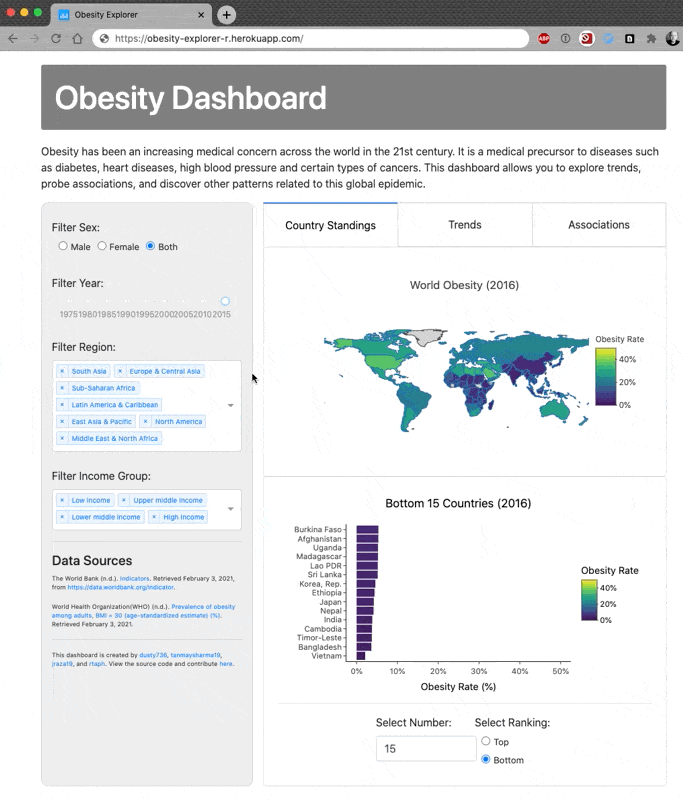 Obesity Explorer
https://obesity-explorer-r.herokuapp.com/
ABP
Obesity Dashboard
Obesity has been an increasing medical concern across the world in the 21st century. It is a medical precursor to diseases such
as diabetes, heart diseases, high blood pressure and certain types of cancers. This dashboard allows you to explore trends,
probe associations, and discover other patterns related to this global epidemic.
Filter Sex:
Male Female Both
Filter Year:
1975 1980 1985 1990 1995 2000 2005 2010 2015
Filter Region:
× South Asia × Europe & Central Asia
× Sub-Saharan Africa
× Latin America & Caribbean
× East Asia & Pacific × North America
× Middle East & North Africa
Filter Income Group:
× Low income × Upper middle income
× Lower middle income × High income
Data Sources
The World Bank (n.d.). Indicators. Retrieved February 3, 2021,
from https://data.worldbank.org/indicator.
World Health Organization(WHO) (n.d.). Prevalence of obesity
among adults, BMI = 30 (age-standardized estimate) (%).
Retrieved February 3, 2021.
This dashboard is created by dusty736, tanmaysharma19,
jraza19, and rtaph. View the source code and contribute here.
Country Standings Trends Associations
World Obesity (2016)
Obesity Rate
40%
20%
0%
Bottom 15 Countries (2016)
Burkina Faso
Afghanistan
Uganda
Madagascar
Lao PDR
Sri Lanka
Korea, Rep.
Ethiopia
Japan
Nepal
India
Cambodia
Timor-Leste
Bangladesh
Vietnam
0% 10% 20% 30% 40% 50%
Obesity Rate (%)
Obesity Rate
40%
20%
0%
Select Number: Select Ranking:
15
Top
Bottom